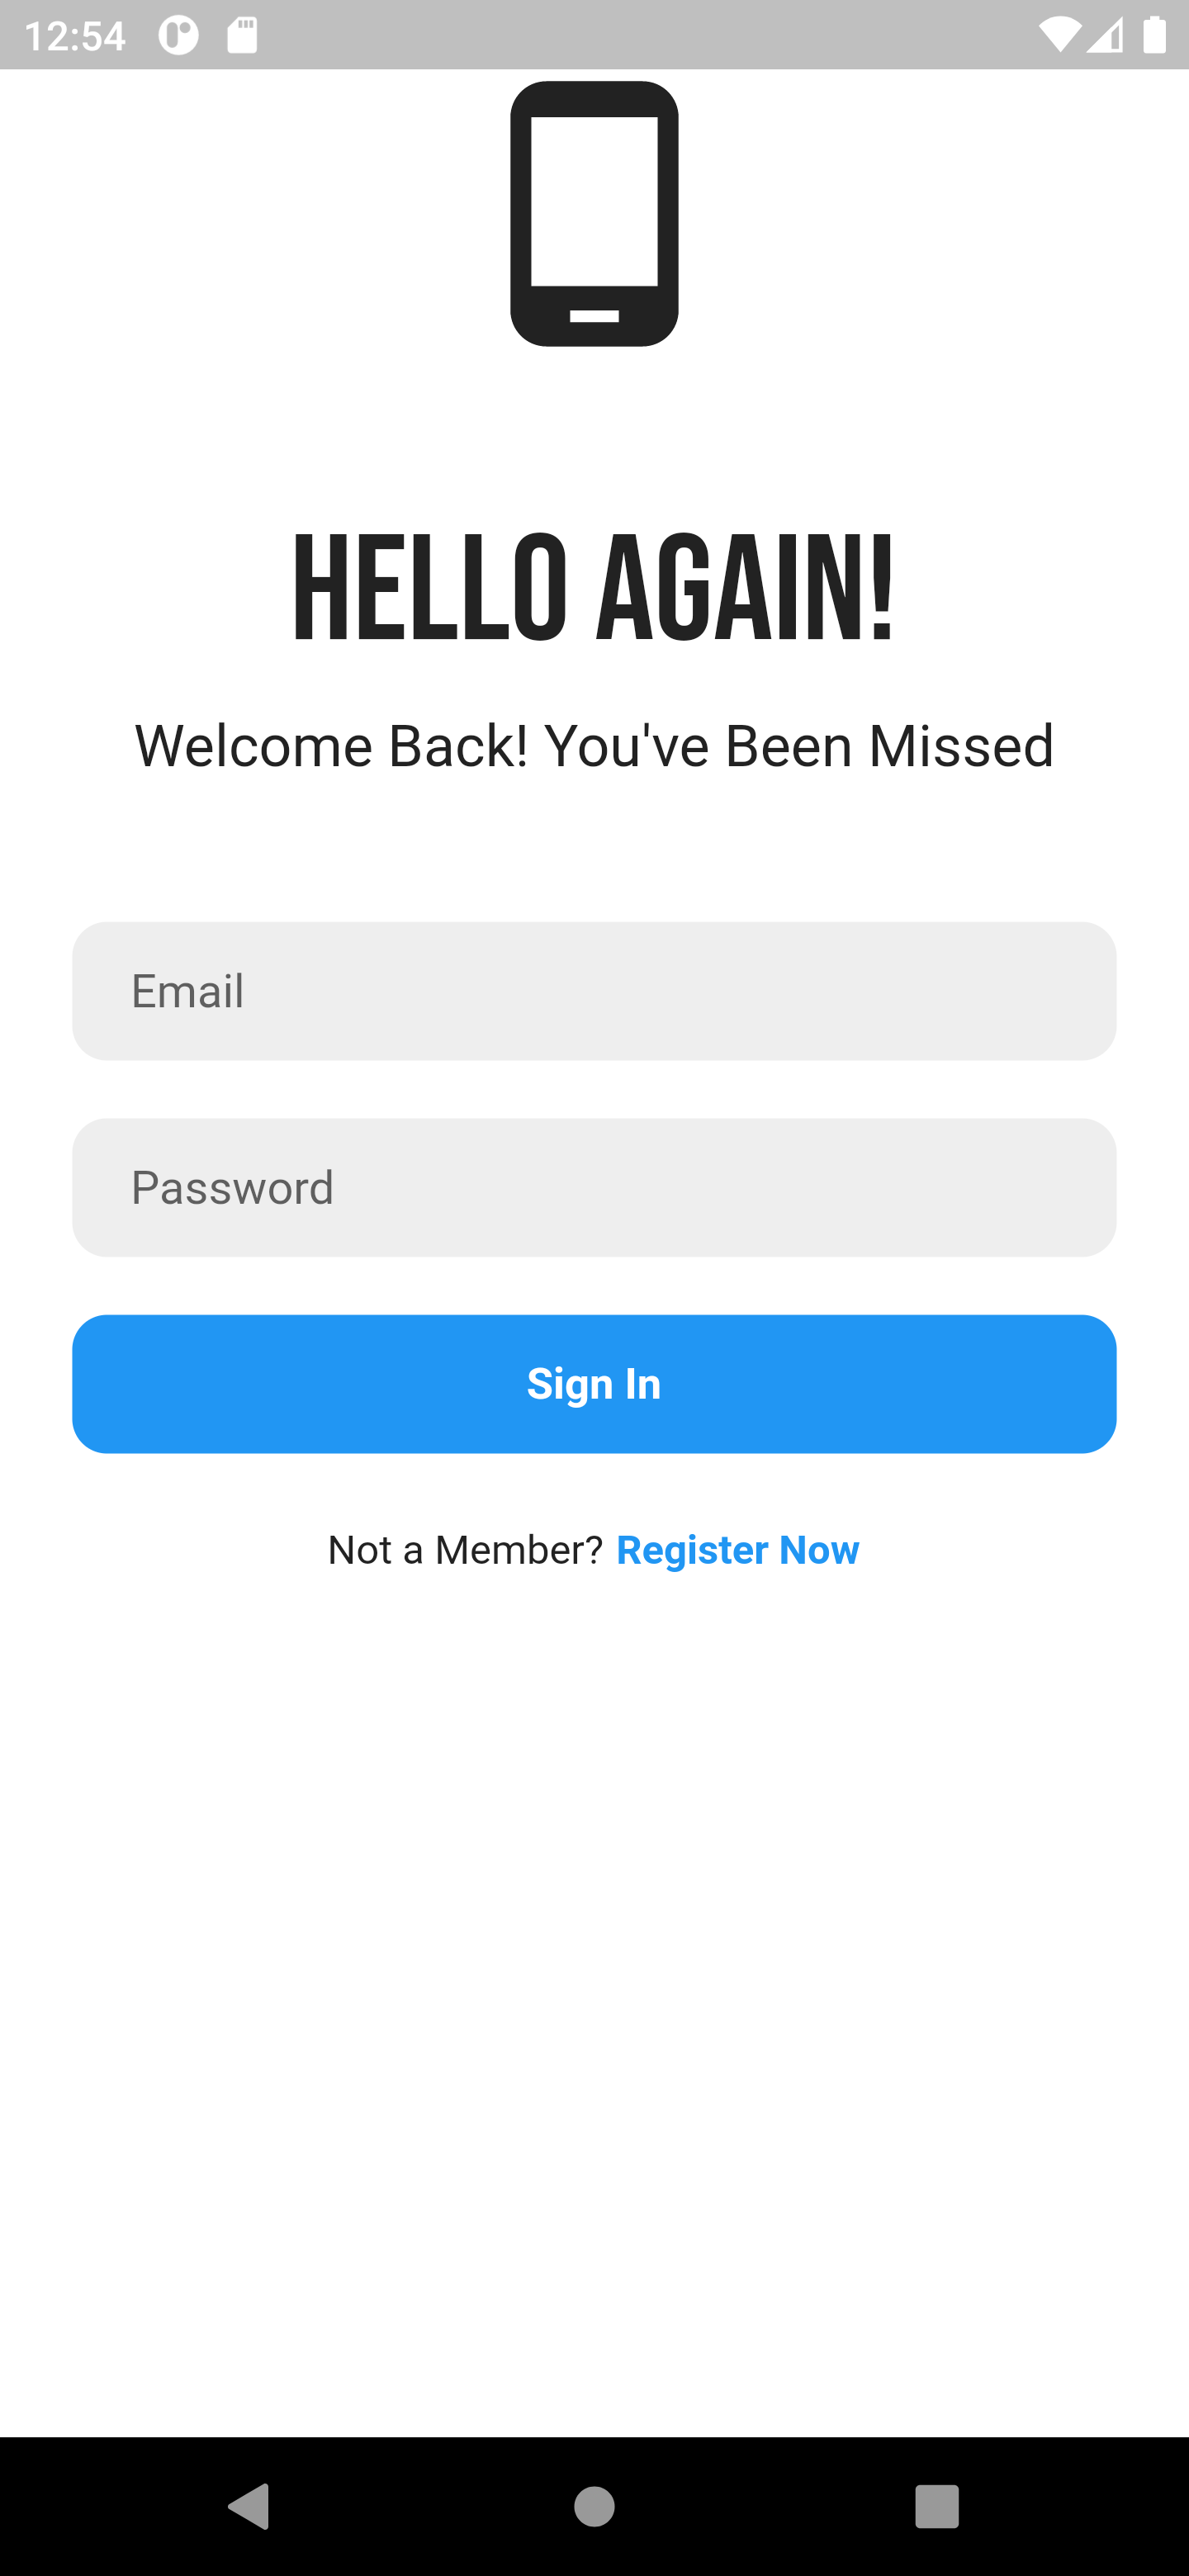 12:54
HELLO AGAIN!
Welcome Back! You've Been Missed
Email
Password
Sign In
Not a Member? Register Now